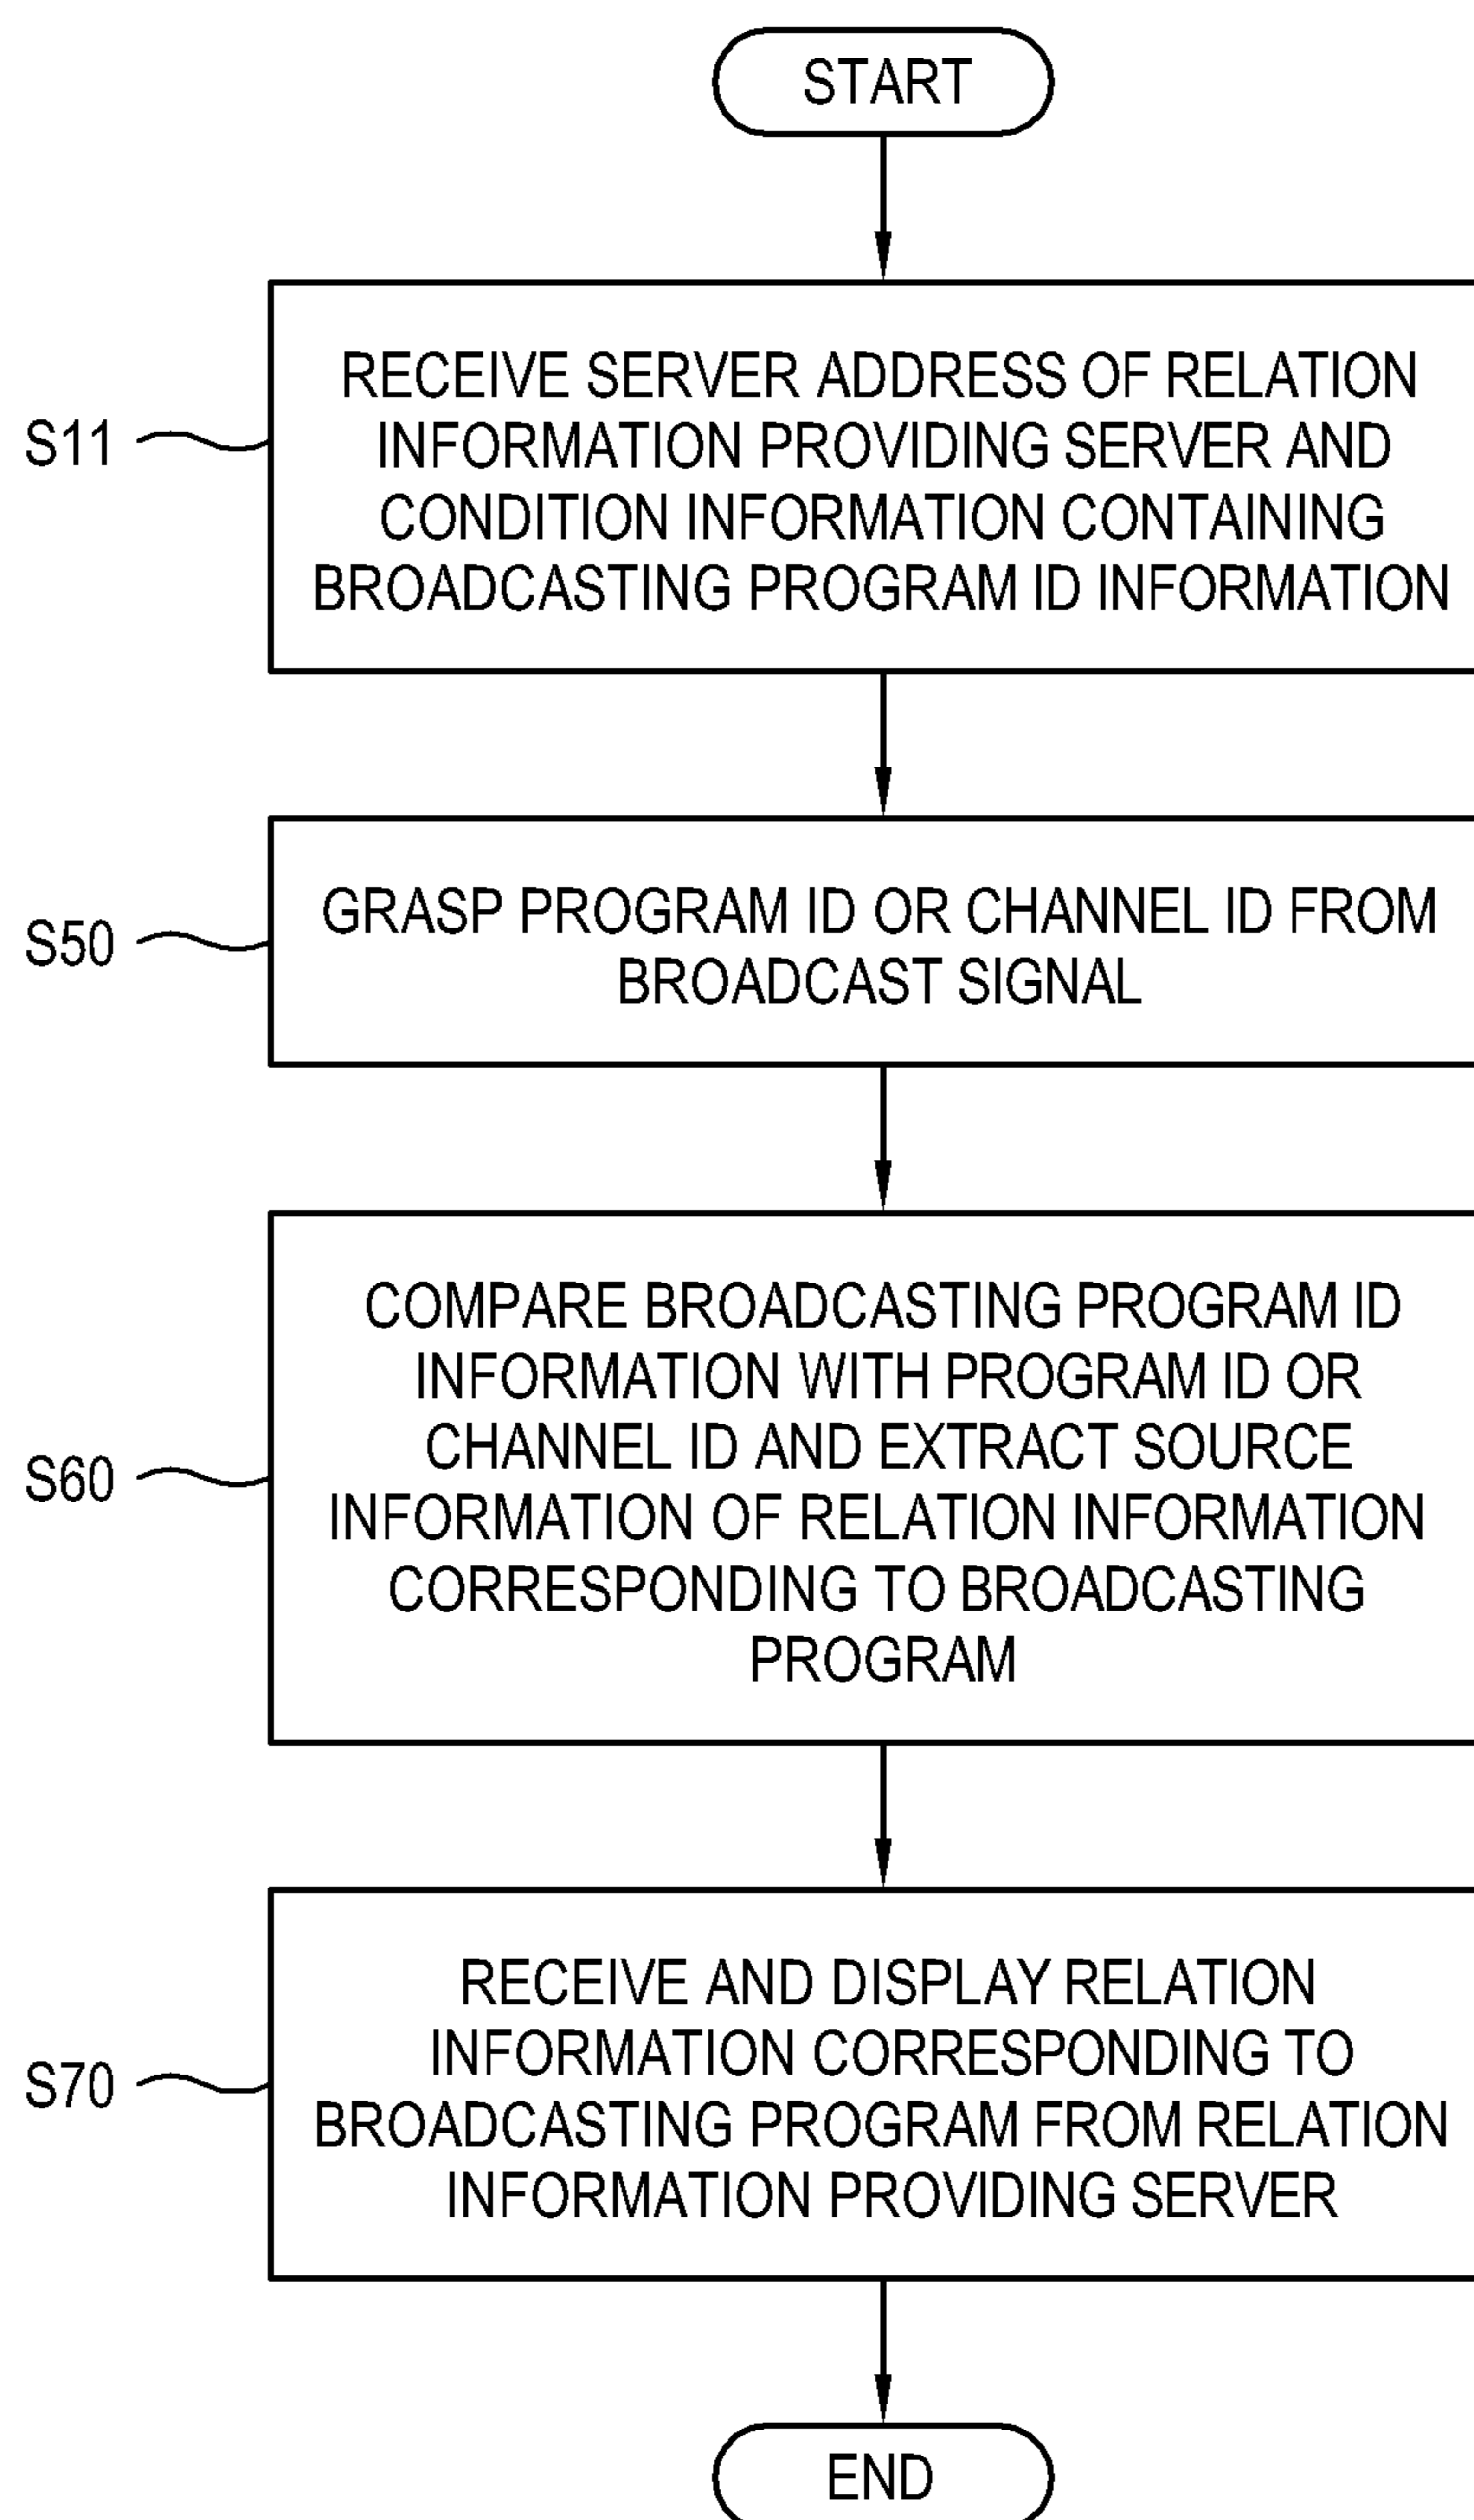 START
S11
RECEIVE SERVER ADDRESS OF RELATION
INFORMATION PROVIDING SERVER AND
CONDITION INFORMATION CONTAINING
BROADCASTING PROGRAM ID INFORMATION
S50
GRASP PROGRAM ID OR CHANNEL ID FROM
BROADCAST SIGNAL
S60
COMPARE BROADCASTING PROGRAM ID
INFORMATION WITH PROGRAM ID OR
CHANNEL ID AND EXTRACT SOURCE
INFORMATION OF RELATION INFORMATION
CORRESPONDING TO BROADCASTING
PROGRAM
S70
RECEIVE AND DISPLAY RELATION
INFORMATION CORRESPONDING TO
BROADCASTING PROGRAM FROM RELATION
INFORMATION PROVIDING SERVER
END